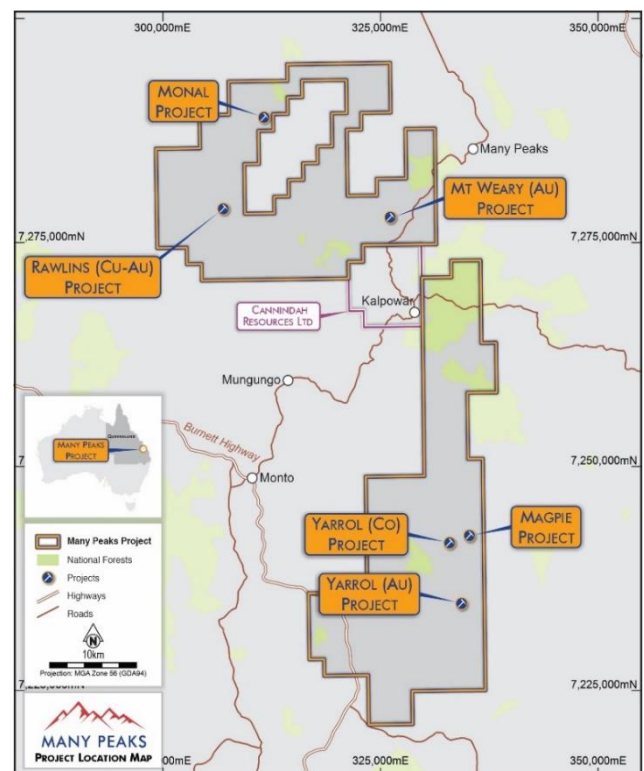 300,000mE
325,000mE
350,000mE
MONAL
PROJECT
Many Peaks
MT WEARY (AU)
PROJECT
7,275,000mN
7,275,000mN
RAWLINS (CU-AU)
PROJECT
CANNINDAH
RESOURCES LTD
Kalpowar
Mungungo
Burnett Highway
QUEENSLAND
MANY PEAKS
PROJECT
Monto
7,250,000mN
YARROL (CO)
PROJECT
MAGPIE
PROJECT
YARROL (AU)
PROJECT
Many Peaks Project
National Forests
Projects
Highways
Roads
N
10km
Projection: MGA Zone 56 (GDA94)
7,225,000mN
MANY PEAKS
PROJECT LOCATION MAP
325,000mE
350,000mE